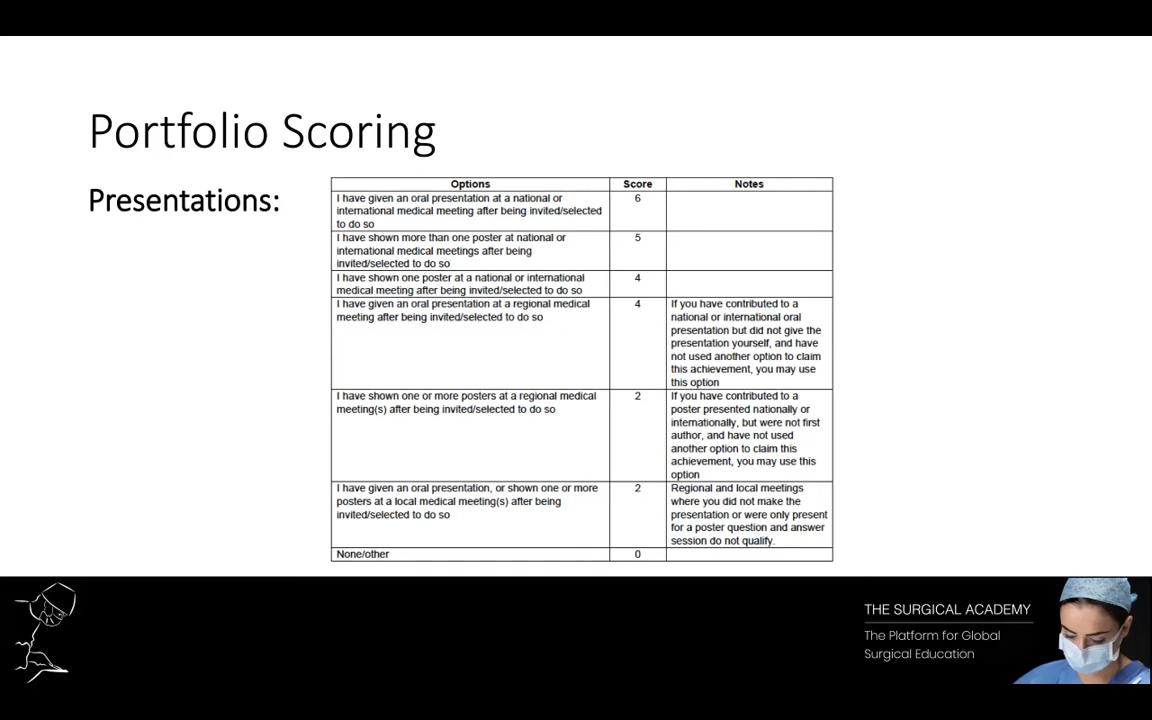 Portfolio Scoring
Presentations:
Options Score Notes
I have given an oral presentation at a national or 6
international medical meeting after being invited/selected
to do so
I have shown more than one poster at national or 5
international medical meetings after being
invited/selected to do so
I have shown one poster at a national or international 4
medical meeting after being invited/selected to do so
I have given an oral presentation at a regional medical 4 If you have contributed to a
meeting after being invited/selected to do so national or international oral
presentation but did not give the
presentation yourself, and have
not used another option to claim
this achievement, you may use
this option
I have shown one or more posters at a regional medical 2 If you have contributed to a
meeting(s) after being invited/selected to do so poster presented nationally or
internationally, but were not first
author, and have not used
another option to claim this
achievement, you may use this
option
I have given an oral presentation, or shown one or more 2 Regional and local meetings
posters at a local medical meeting(s) after being where you did not make the
invited/selected to do so presentation or were only present
for a poster question and answer
session do not qualify.
None/other 0
THE SURGICAL ACADEMY
The Platform for Global
Surgical Education